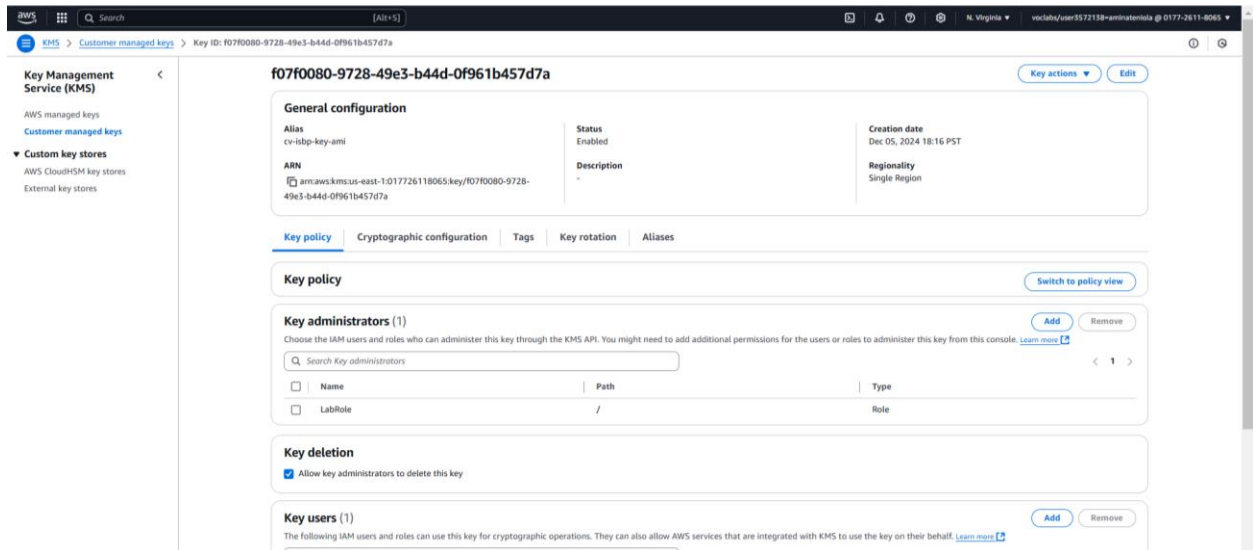 aws
Search [Alt+S] N. Virginia ▼ voclabs/user3572138=aminateniola @ 0177-2611-8065 ▼
KMS > Customer managed keys > Key ID: f07f0080-9728-49e3-b44d-0f961b457d7a
Key Management Service (KMS)
AWS managed keys
Customer managed keys
Custom key stores
AWS CloudHSM key stores
External key stores
f07f0080-9728-49e3-b44d-0f961b457d7a
Key actions ▼ Edit
General configuration
Alias
cv-isbp-key-ami
ARN
arn:aws:kms:us-east-1:017726118065:key/f07f0080-9728-
49e3-b44d-0f961b457d7a
Status
Enabled
Description
-
Creation date
Dec 05, 2024 18:16 PST
Regionality
Single Region
Key policy Cryptographic configuration Tags Key rotation Aliases
Key policy
Switch to policy view
Key administrators (1)
Add Remove
Choose the IAM users and roles who can administer this key through the KMS API. You might need to add additional permissions for the users or roles to administer this key from this console. Learn more
Search Key administrators
< 1 >
Name Path Type
LabRole / Role
Key deletion
Allow key administrators to delete this key
Key users (1)
Add Remove
The following IAM users and roles can use this key for cryptographic operations. They can also allow AWS services that are integrated with KMS to use the key on their behalf. Learn more